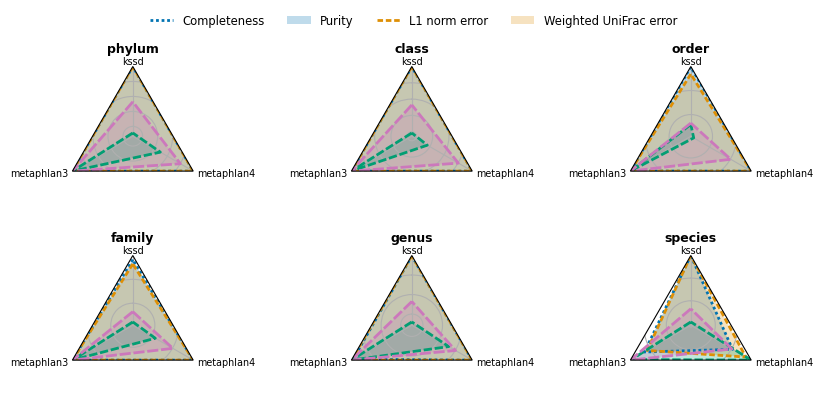 Completeness Purity L1 norm error Weighted UniFrac error
phylum class order
kssd kssd kssd
metaphlan3 metaphlan4 metaphlan3 metaphlan4 metaphlan3 metaphlan4
family genus species
kssd kssd kssd
metaphlan3 metaphlan4 metaphlan3 metaphlan4 metaphlan3 metaphlan4